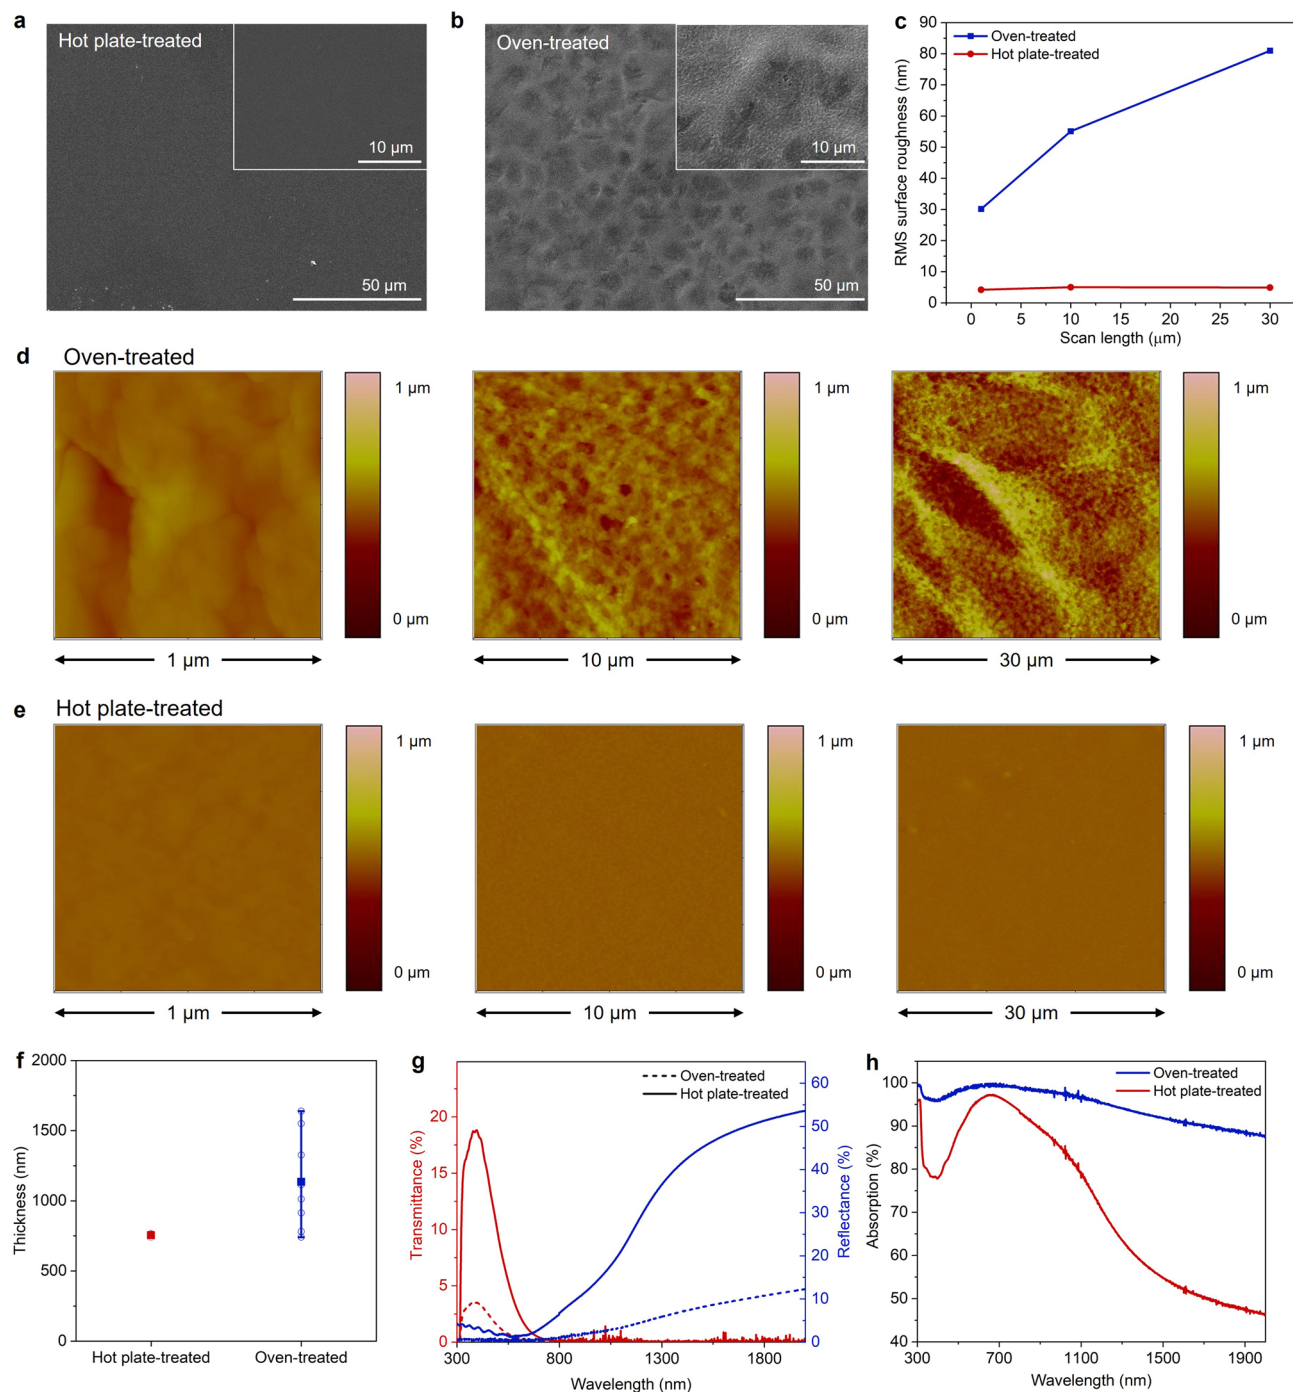 a
Hot plate-treated
10 μm
50 μm
b
Oven-treated
10 μm
50 μm
c
RMS surface roughness (nm)
90
80
70
60
50
40
30
20
10
0
Oven-treated
Hot plate-treated
0 5 10 15 20 25 30
Scan length (μm)
d
Oven-treated
1 μm
0 μm
1 μm
1 μm
0 μm
10 μm
1 μm
0 μm
30 μm
e
Hot plate-treated
1 μm
0 μm
1 μm
1 μm
0 μm
10 μm
1 μm
0 μm
30 μm
f
Thickness (nm)
2000
1500
1000
500
0
Hot plate-treated Oven-treated
g
Transmittance (%)
20
15
10
5
0
Oven-treated
Hot plate-treated
60
50
40
30
20
10
0
Reflectance (%)
300 800 1300 1800
Wavelength (nm)
h
Absorption (%)
100
90
80
70
60
50
40
Oven-treated
Hot plate-treated
300 700 1100 1500 1900
Wavelength (nm)